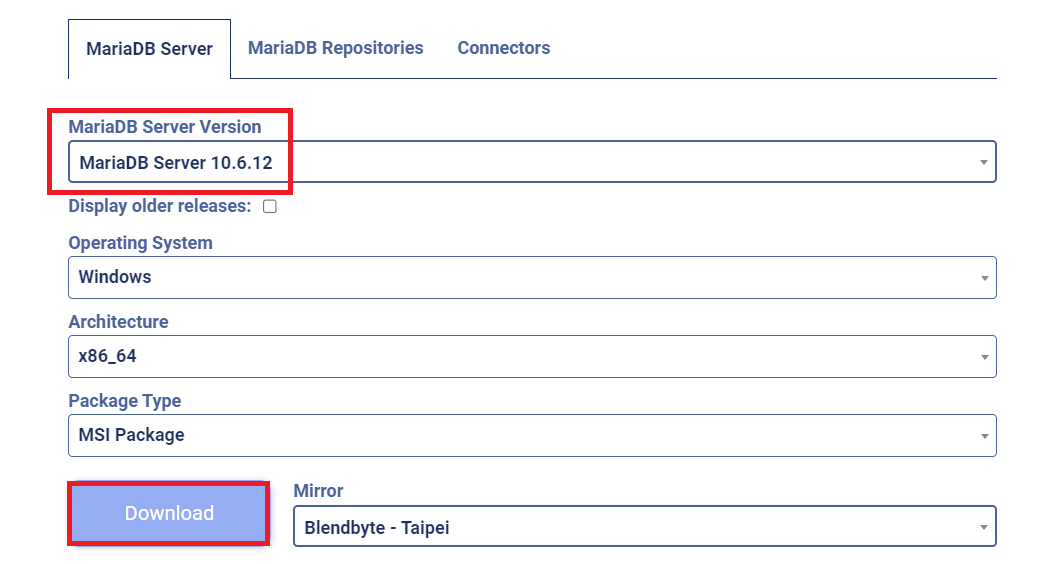 MariaDB Server MariaDB Repositories Connectors
MariaDB Server Version
MariaDB Server 10.6.12
Display older releases:
Operating System
Windows
Architecture
x86_64
Package Type
MSI Package
Download
Mirror
Blendbyte - Taipei